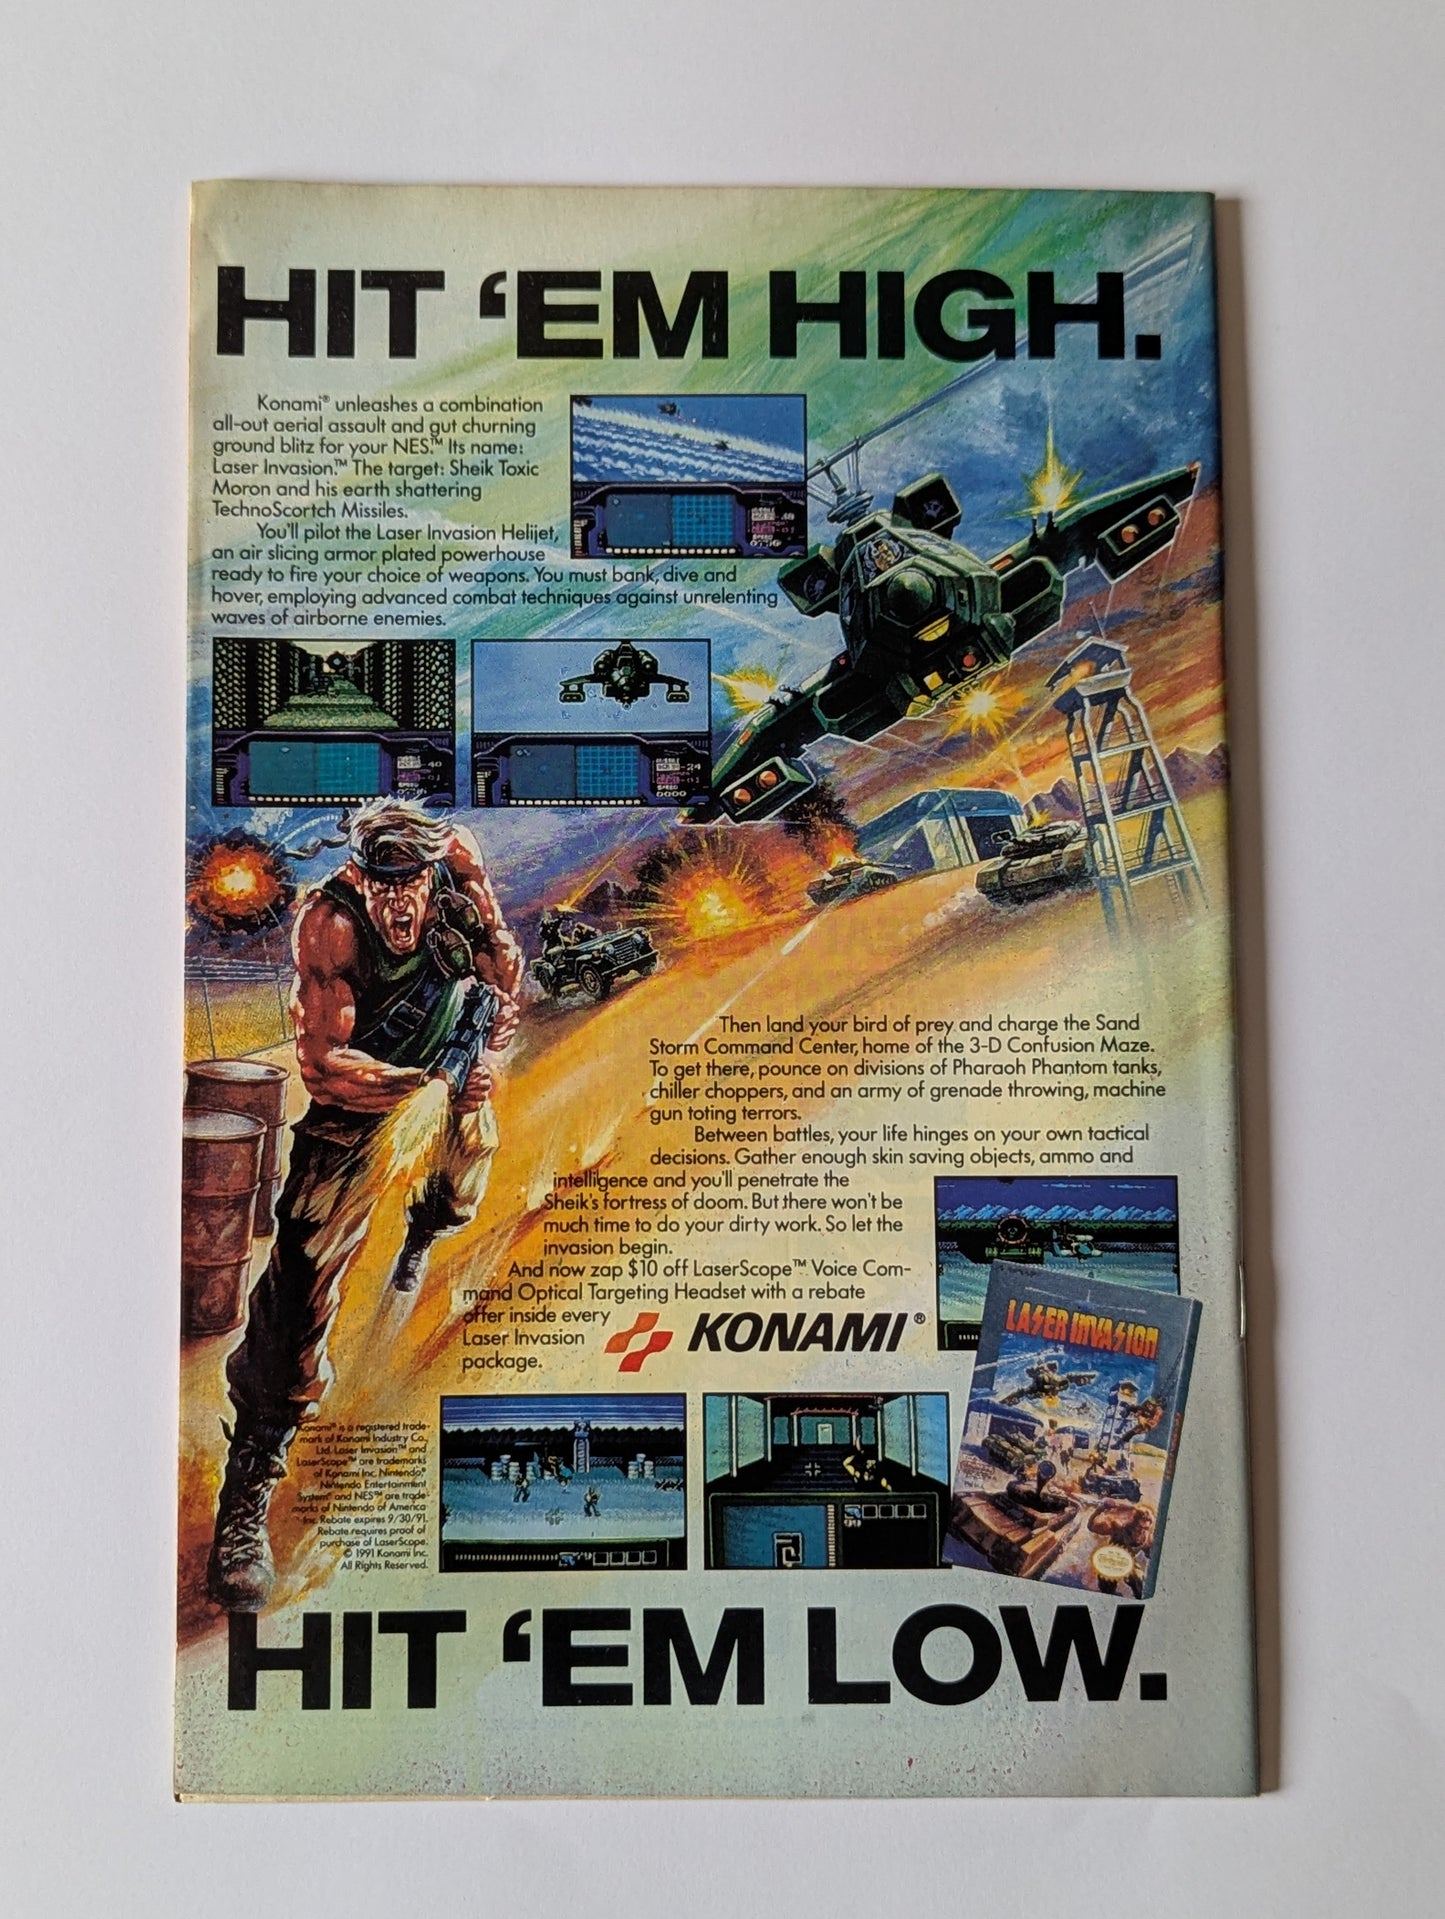 HIT ‘EM HIGH.
Konami® unleashes a combination
all-out aerial assault and gut churning
ground blitz for your NES.™ Its name:
Laser Invasion.™ The target: Sheik Toxic
Moron and his earth shattering
TechnoScortch Missiles.
You'll pilot the Laser Invasion Helijet,
an air slicing armor plated powerhouse
ready to fire your choice of weapons. You must bank, dive and
hover, employing advanced combat techniques against unrelenting
waves of airborne enemies.
Then land your bird of prey and charge the Sand
Storm Command Center, home of the 3-D Confusion Maze.
To get there, pounce on divisions of Pharaoh Phantom tanks,
chiller choppers, and an army of grenade throwing, machine
gun toting terrors.
Between battles, your life hinges on your own tactical
decisions. Gather enough skin saving objects, ammo and
intelligence and you'll penetrate the
Sheik's fortress of doom. But there won't be
much time to do your dirty work. So let the
invasion begin.
And now zap $10 off LaserScope™ Voice Com-
mand Optical Targeting Headset with a rebate
offer inside every
Laser Invasion
package.
KONAMI®
LASER INVASION
Konami® is a registered trade-
mark of Konami Industry Co.,
Ltd. Laser Invasion™ and
LaserScope™ are trademarks
of Konami Inc. Nintendo,®
Nintendo Entertainment
System® and NES™ are trade-
marks of Nintendo of America
Inc. Rebate expires 9/30/91.
Rebate requires proof of
purchase of LaserScope.
© 1991 Konami Inc.
All Rights Reserved.
HIT ‘EM LOW.